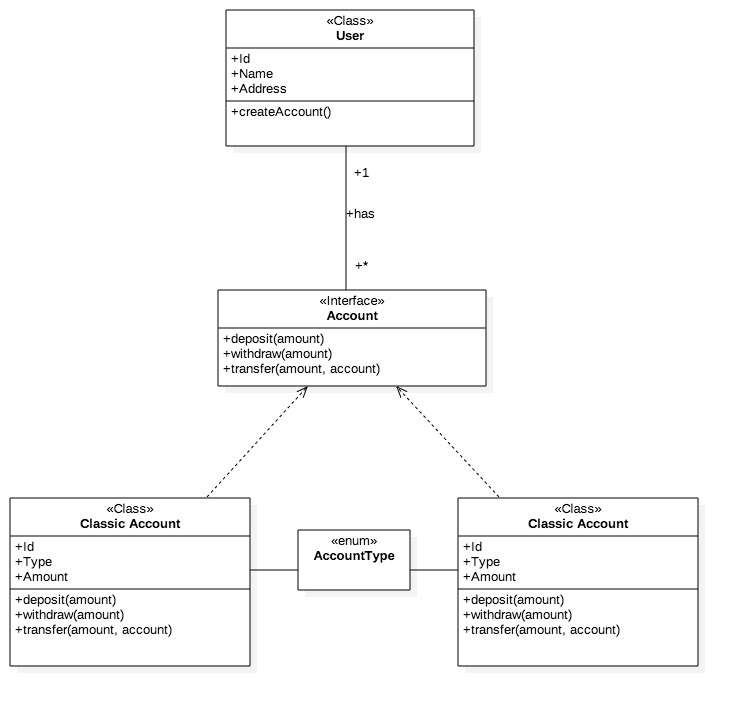 «Class»
User
+Id
+Name
+Address
+createAccount()
+1
+has
+*
«Interface»
Account
+deposit(amount)
+withdraw(amount)
+transfer(amount, account)
«Class»
Classic Account
+Id
+Type
+Amount
+deposit(amount)
+withdraw(amount)
+transfer(amount, account)
«enum»
AccountType
«Class»
Classic Account
+Id
+Type
+Amount
+deposit(amount)
+withdraw(amount)
+transfer(amount, account)